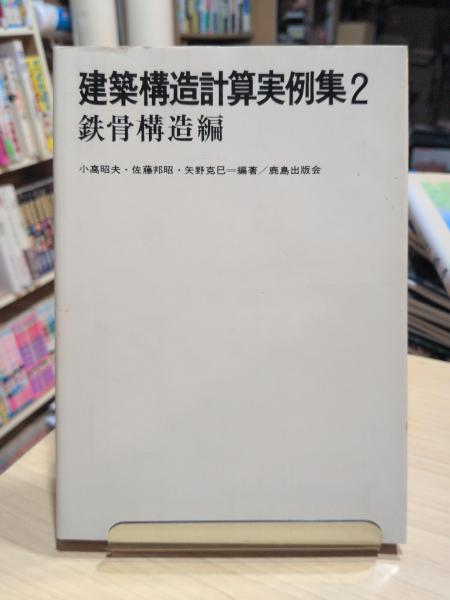 建築構造計算実例集2
鉄骨構造編
小高昭夫・佐藤邦昭・矢野克巳＝編著／鹿島出版会